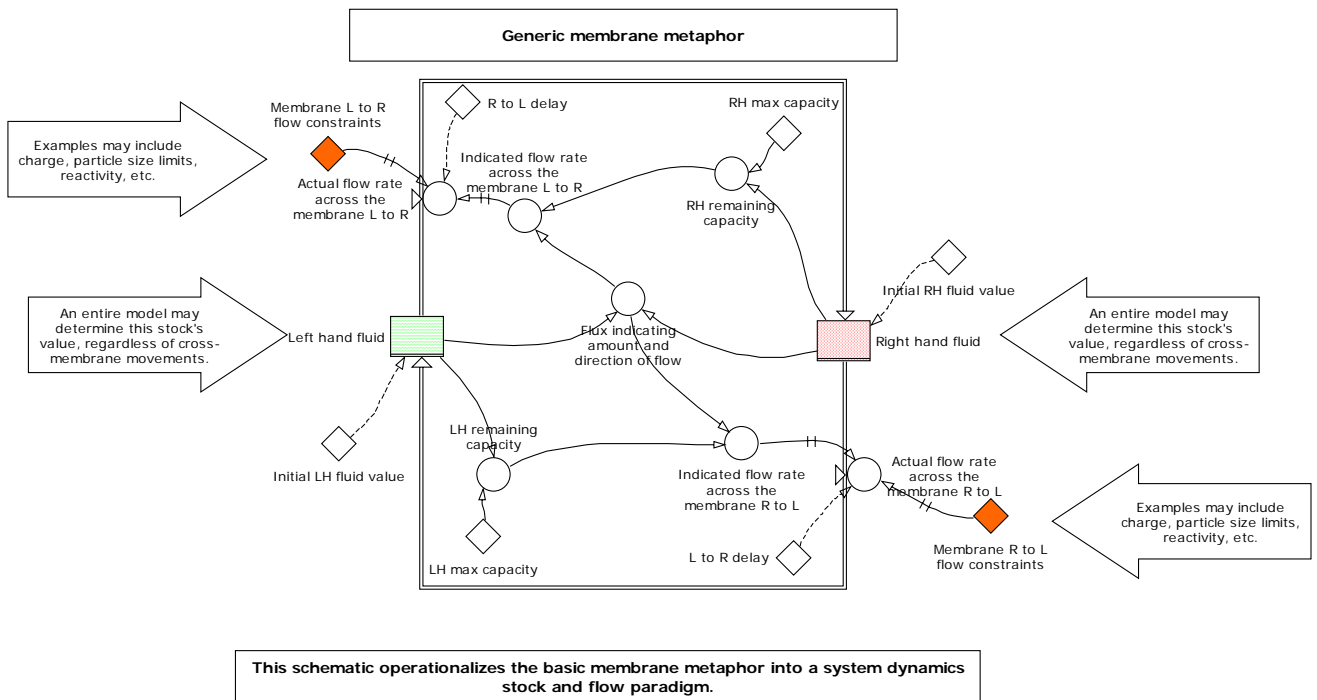 Generic membrane metaphor
Membrane L to R
flow constraints
R to L delay
RH max capacity
Examples may include
charge, particle size limits,
reactivity, etc.
Indicated flow rate
across the
membrane L to R
Actual flow rate
across the
membrane L to R
RH remaining
capacity
Initial RH fluid value
An entire model may
determine this stock's
value, regardless of cross-
membrane movements.
Left hand fluid
Flux indicating
amount and
direction of flow
Right hand fluid
An entire model may
determine this stock's
value, regardless of cross-
membrane movements.
LH remaining
capacity
Initial LH fluid value
Indicated flow rate
across the
membrane R to L
Actual flow rate
across the
membrane R to L
Examples may include
charge, particle size limits,
reactivity, etc.
LH max capacity
L to R delay
Membrane R to L
flow constraints
This schematic operationalizes the basic membrane metaphor into a system dynamics
stock and flow paradigm.